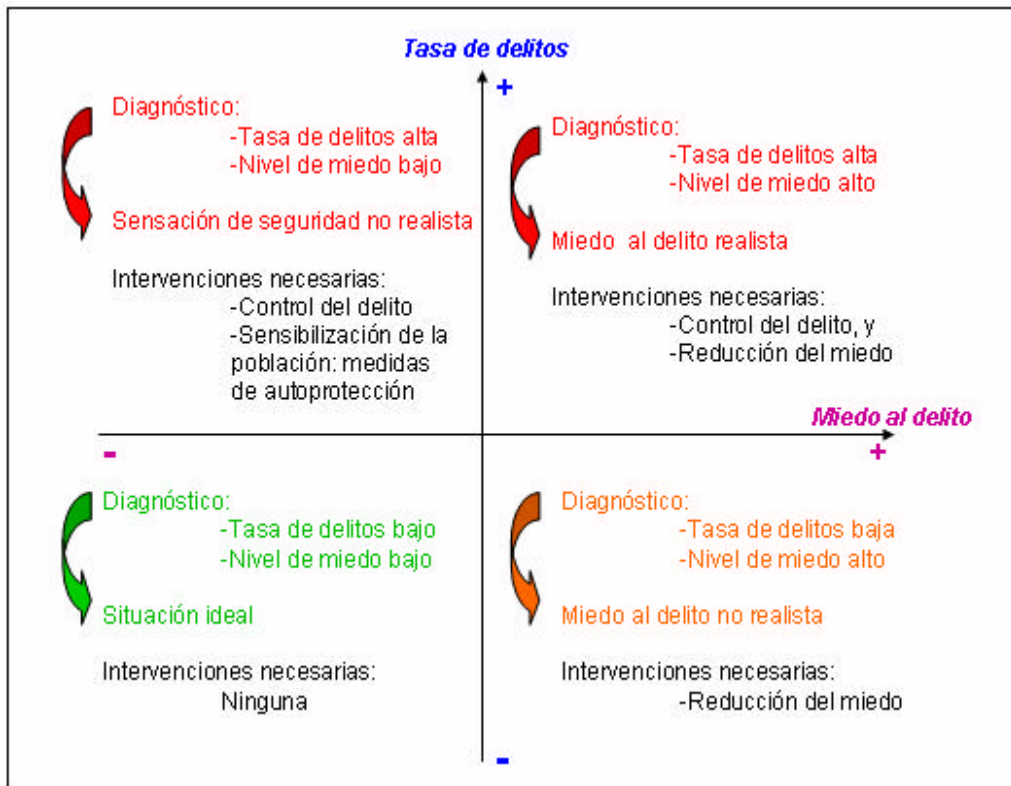 Tasa de delitos
+
Diagnóstico:
-Tasa de delitos alta
-Nivel de miedo bajo
Sensación de seguridad no realista
Intervenciones necesarias:
-Control del delito
-Sensibilización de la
población: medidas
de autoprotección
Diagnóstico:
-Tasa de delitos alta
-Nivel de miedo alto
Miedo al delito realista
Intervenciones necesarias:
-Control del delito, y
-Reducción del miedo
Miedo al delito
-
+
Diagnóstico:
-Tasa de delitos bajo
-Nivel de miedo bajo
Situación ideal
Intervenciones necesarias:
Ninguna
Diagnóstico:
-Tasa de delitos baja
-Nivel de miedo alto
Miedo al delito no realista
Intervenciones necesarias:
-Reducción del miedo
-